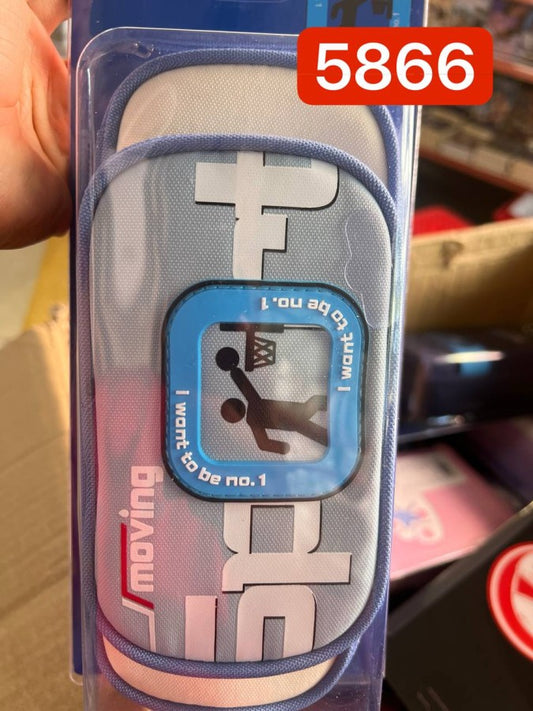 5866
I want to be no.1
I want to be no.1
moving